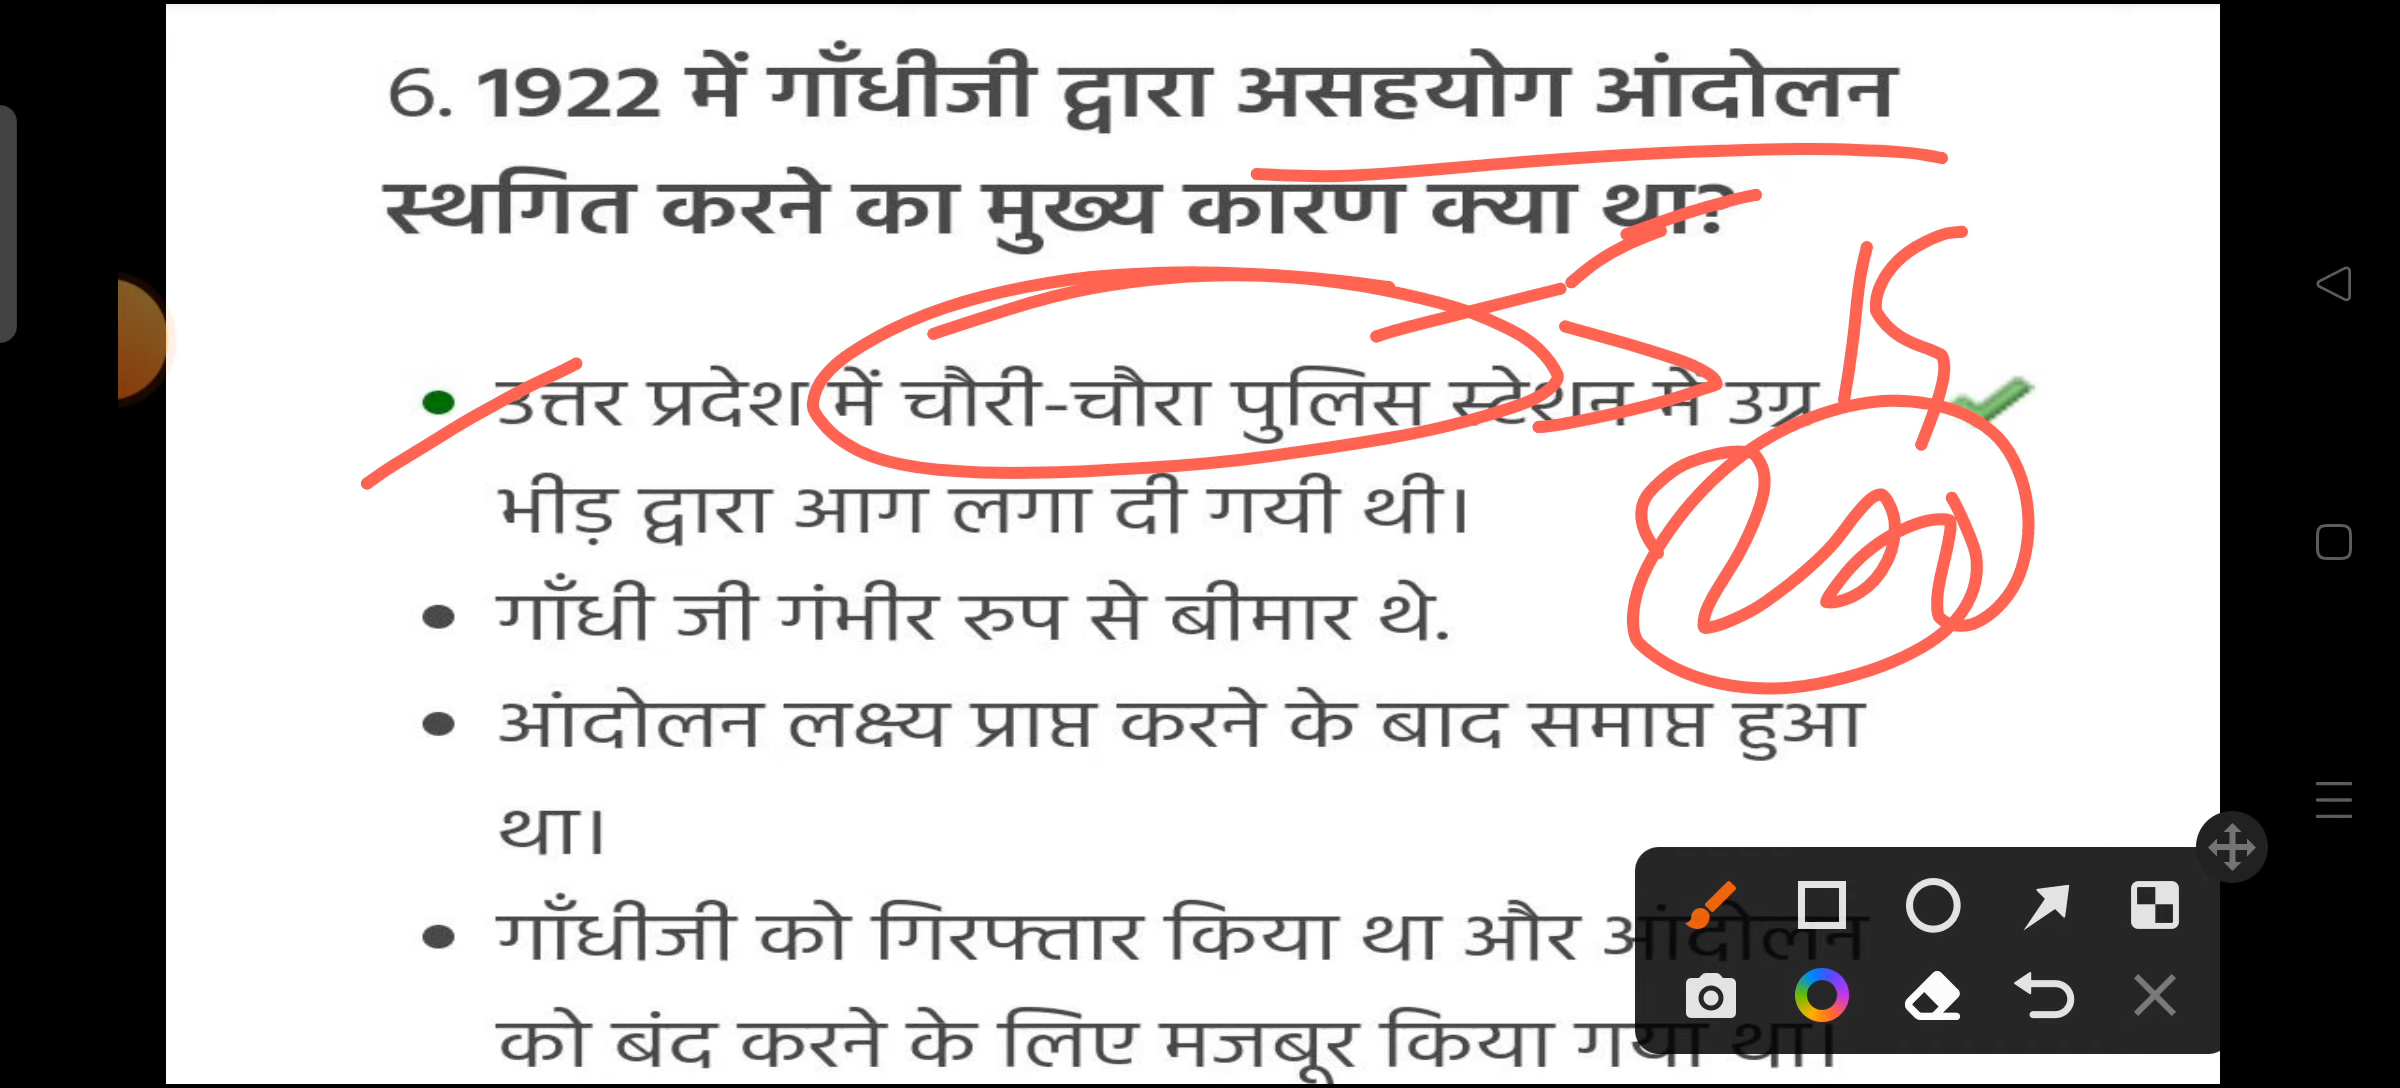 6. 1922 में गाँधीजी द्वारा असहयोग आंदोलन
स्थगित करने का मुख्य कारण क्या था?
उत्तर प्रदेश में चौरी-चौरा पुलिस स्टेशन मे उग्र
भीड़ द्वारा आग लगा दी गयी थी।
गाँधी जी गंभीर रुप से बीमार थे.
आंदोलन लक्ष्य प्राप्त करने के बाद समाप्त हुआ
था।
गाँधीजी को गिरफ्तार किया था और आंदोलन
को बंद करने के लिए मजबूर किया गया था।